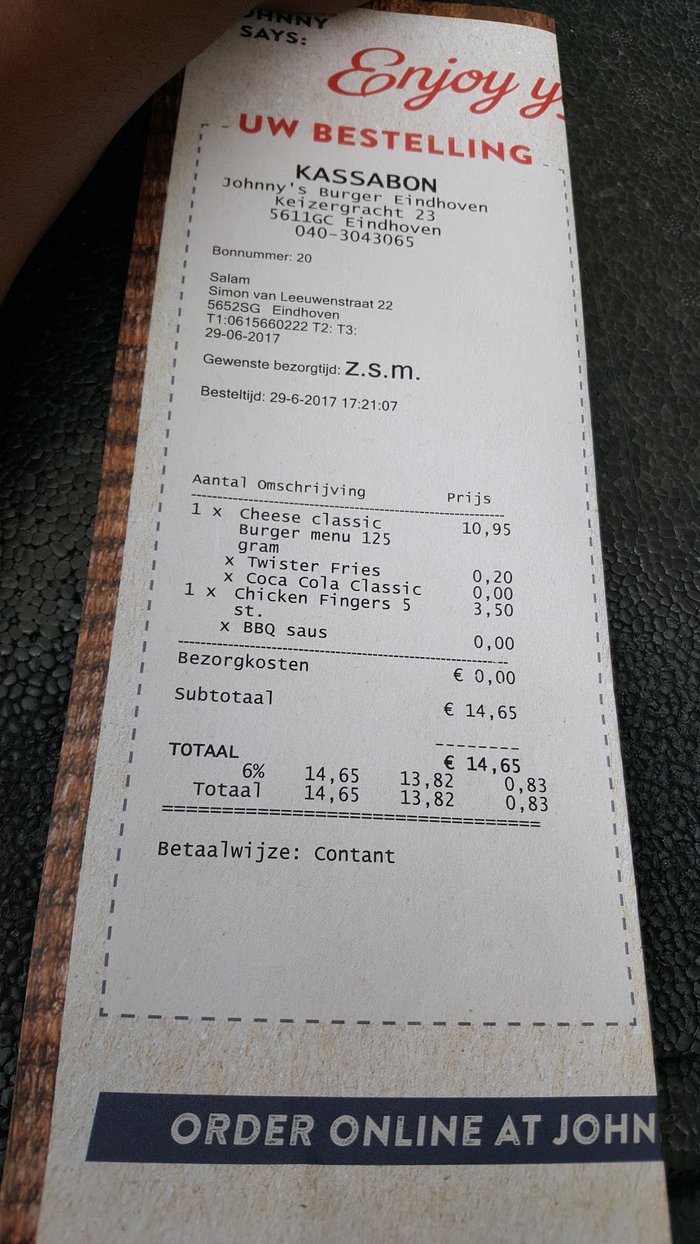 SAYS:
Enjoy
UW BESTELLING
KASSABON
Johnny's Burger Eindhoven
Keizergracht 23
5611GC Eindhoven
040-3043065
Bonnummer: 20
Salam
Simon van Leeuwenstraat 22
5652SG Eindhoven
T1:0615660222 T2: T3:
29-06-2017
Gewenste bezorgtijd: z.s.m.
Besteltijd: 29-6-2017 17:21:07
Aantal Omschrijving Prijs
1 x Cheese classic 10,95
Burger menu 125
gram
x Twister Fries 0,20
x Coca Cola Classic 0,00
1 x Chicken Fingers 5 3,50
st.
x BBQ saus 0,00
Bezorgkosten € 0,00
Subtotaal € 14,65
TOTAAL € 14,65
6% 14,65 13,82 0,83
Totaal 14,65 13,82 0,83
Betaalwijze: Contant
ORDER ONLINE AT JOHN